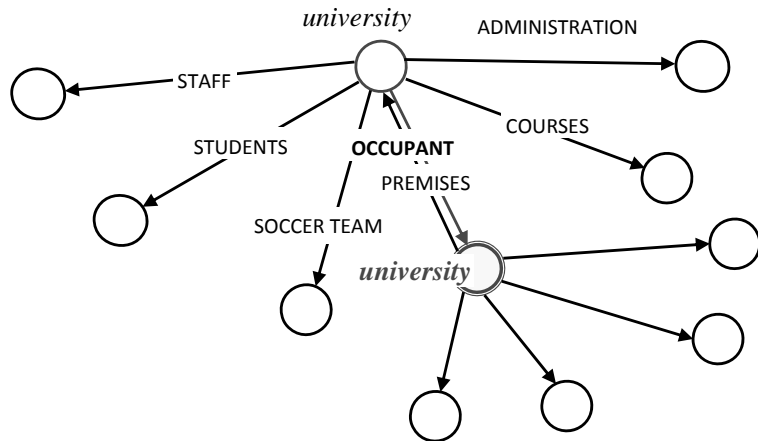 university
ADMINISTRATION
STAFF
COURSES
STUDENTS
OCCUPANT
PREMISES
SOCCER TEAM
university